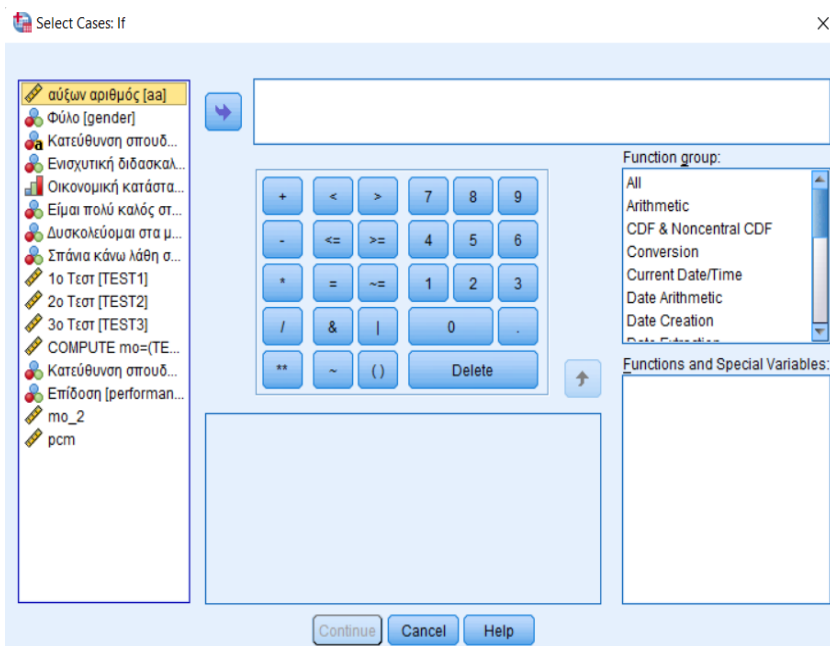 Select Cases: If
αύξων αριθμός [aa]
Φύλο [gender]
Κατεύθυνση σπουδ...
Ενισχυτική διδασκαλ...
Οικονομική κατάστα...
Είμαι πολύ καλός στ...
Δυσκολεύομαι στα μ...
Σπάνια κάνω λάθη σ...
1ο Τεστ [TEST1]
2ο Τεστ [TEST2]
3ο Τεστ [TEST3]
COMPUTE mo=(TE...
Κατεύθυνση σπουδ...
Επίδοση [performan...
mo_2
pcm
+ < > 7 8 9
- <= >= 4 5 6
* = ~= 1 2 3
/ & | 0 .
** ~ ( ) Delete
Function group:
All
Arithmetic
CDF & Noncentral CDF
Conversion
Current Date/Time
Date Arithmetic
Date Creation
Date Extraction
Functions and Special Variables:
Continue Cancel Help